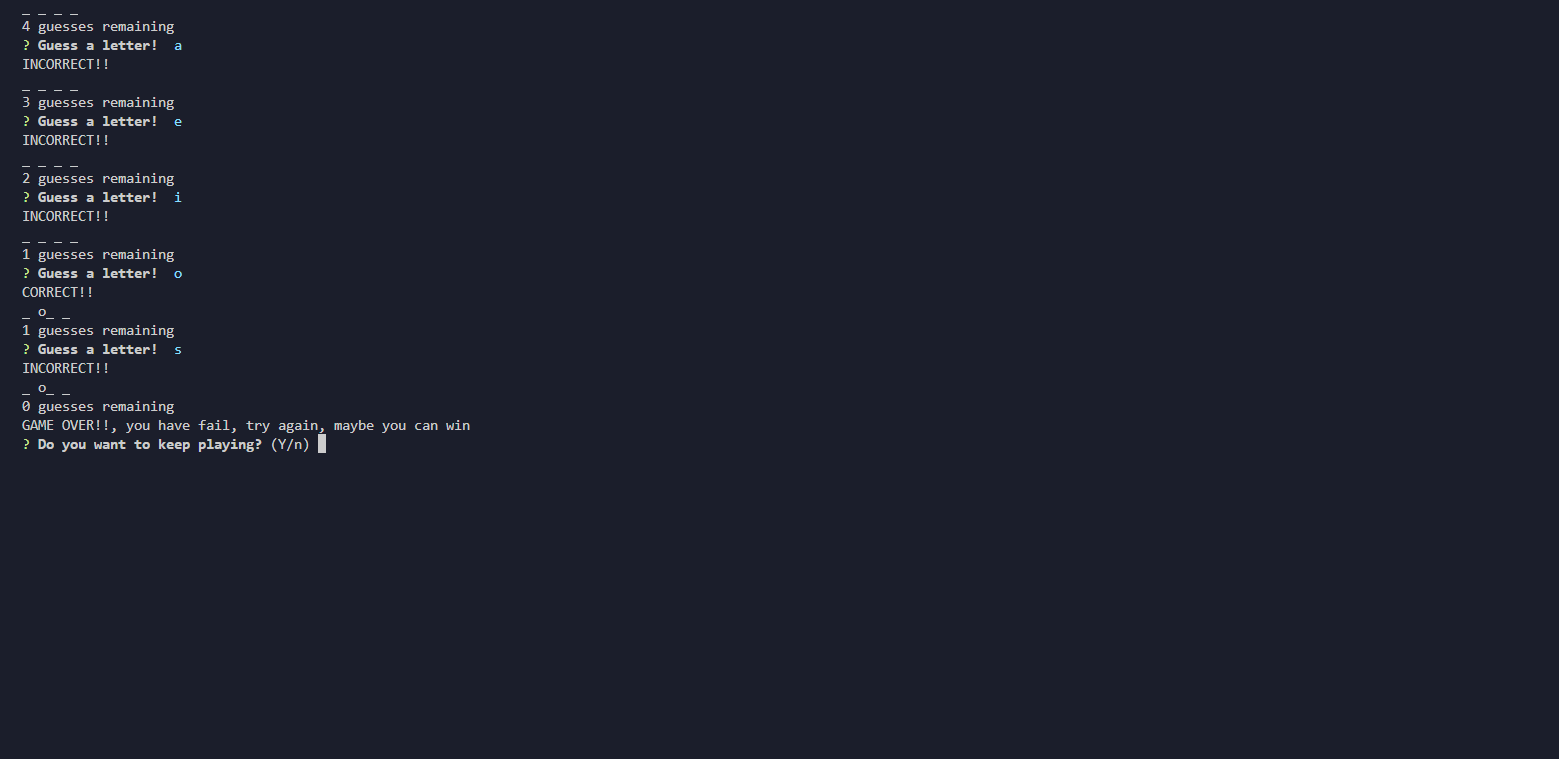 _ _ _ _
4 guesses remaining
? Guess a letter!  a
INCORRECT!!
_ _ _ _
3 guesses remaining
? Guess a letter!  e
INCORRECT!!
_ _ _ _
2 guesses remaining
? Guess a letter!  i
INCORRECT!!
_ _ _ _
1 guesses remaining
? Guess a letter!  o
CORRECT!!
_ o_ _
1 guesses remaining
? Guess a letter!  s
INCORRECT!!
_ o_ _
0 guesses remaining
GAME OVER!!, you have fail, try again, maybe you can win
? Do you want to keep playing? (Y/n)